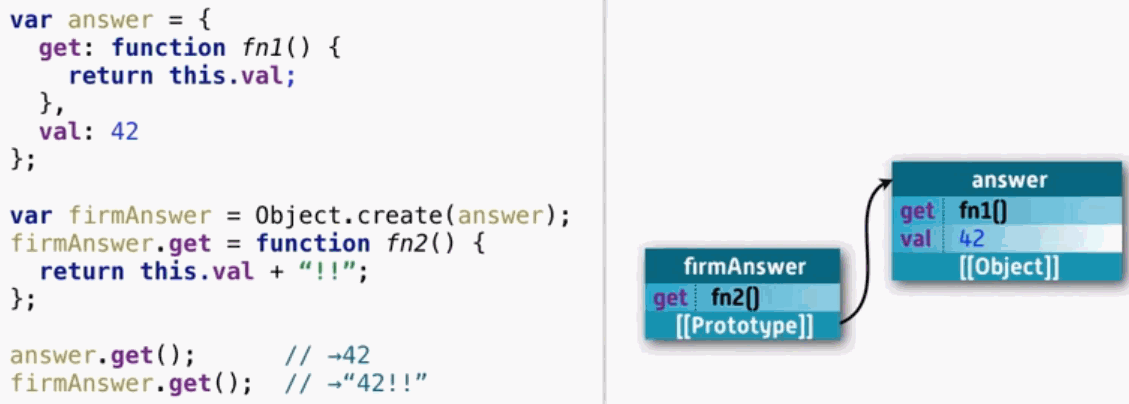 var answer = {
get: function fn1() {
return this.val;
},
val: 42
};
var firmAnswer = Object.create(answer);
firmAnswer.get = function fn2() {
return this.val + “!!”;
};
answer.get(); // →42
firmAnswer.get(); // →“42!!”
firmAnswer
get fn2()
[[Prototype]]
answer
get fn1()
val 42
[[Object]]